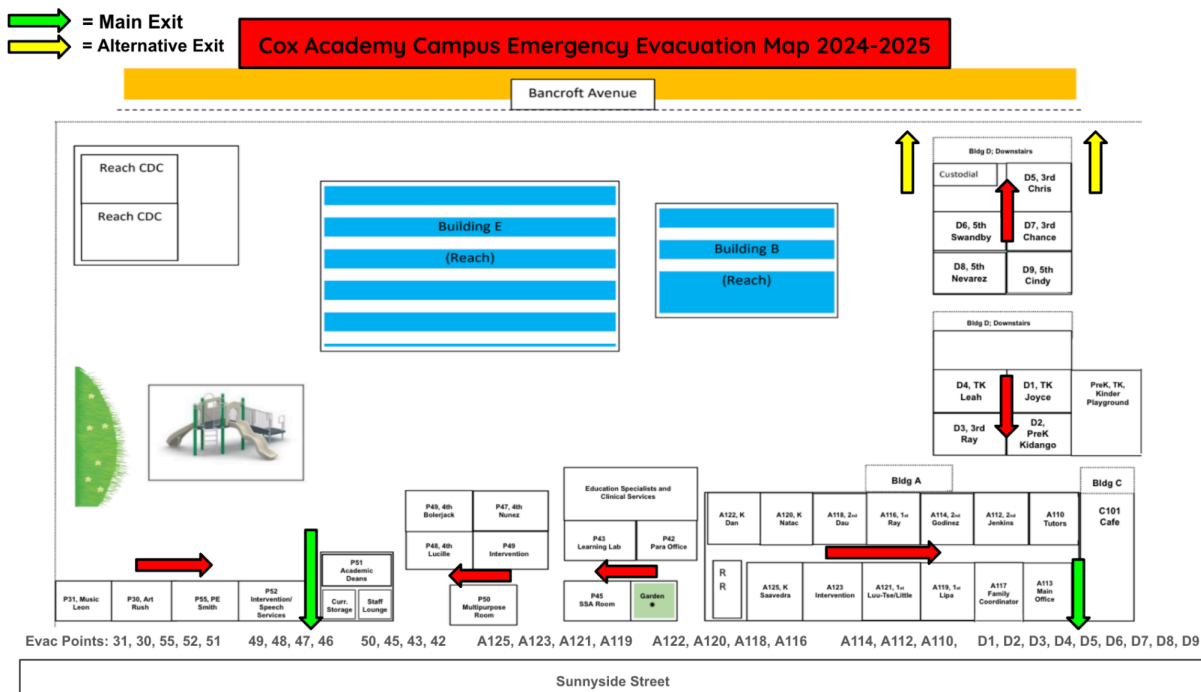 = Main Exit
= Alternative Exit
Cox Academy Campus Emergency Evacuation Map 2024-2025
Bancroft Avenue
Reach CDC
Reach CDC
Building E
(Reach)
Building B
(Reach)
Bldg D; Downstairs
Custodial
D5, 3rd
Chris
D6, 5th
Swandby
D7, 3rd
Chance
D8, 5th
Nevarez
D9, 5th
Cindy
Bldg D; Downstairs
D4, TK
Leah
D1, TK
Joyce
PreK, TK,
Kinder
Playground
D3, 3rd
Ray
D2,
PreK
Kidango
Education Specialists and
Clinical Services
Bldg A
Bldg C
P49, 4th
Bolerjack
P47, 4th
Nunez
P48, 4th
Lucille
P49
Intervention
P43
Learning Lab
P42
Para Office
A122, K
Dan
A120, K
Natac
A118, 2nd
Dau
A116, 1st
Ray
A114, 2nd
Godinez
A112, 2nd
Jenkins
A110
Tutors
C101
Cafe
P51
Academic
Deans
Curr.
Storage
Staff
Lounge
P31, Music
Leon
P30, Art
Rush
P55, PE
Smith
P52
Intervention/
Speech
Services
P50
Multipurpose
Room
P45
SSA Room
Garden
R
R
A125, K
Saavedra
A123
Intervention
A121, 1st
Luu-Tse/Little
A119, 1st
Lipa
A117
Family
Coordinator
A113
Main
Office
Evac Points: 31, 30, 55, 52, 51 49, 48, 47, 46 50, 45, 43, 42 A125, A123, A121, A119 A122, A120, A118, A116 A114, A112, A110, D1, D2, D3, D4, D5, D6, D7, D8, D9
Sunnyside Street